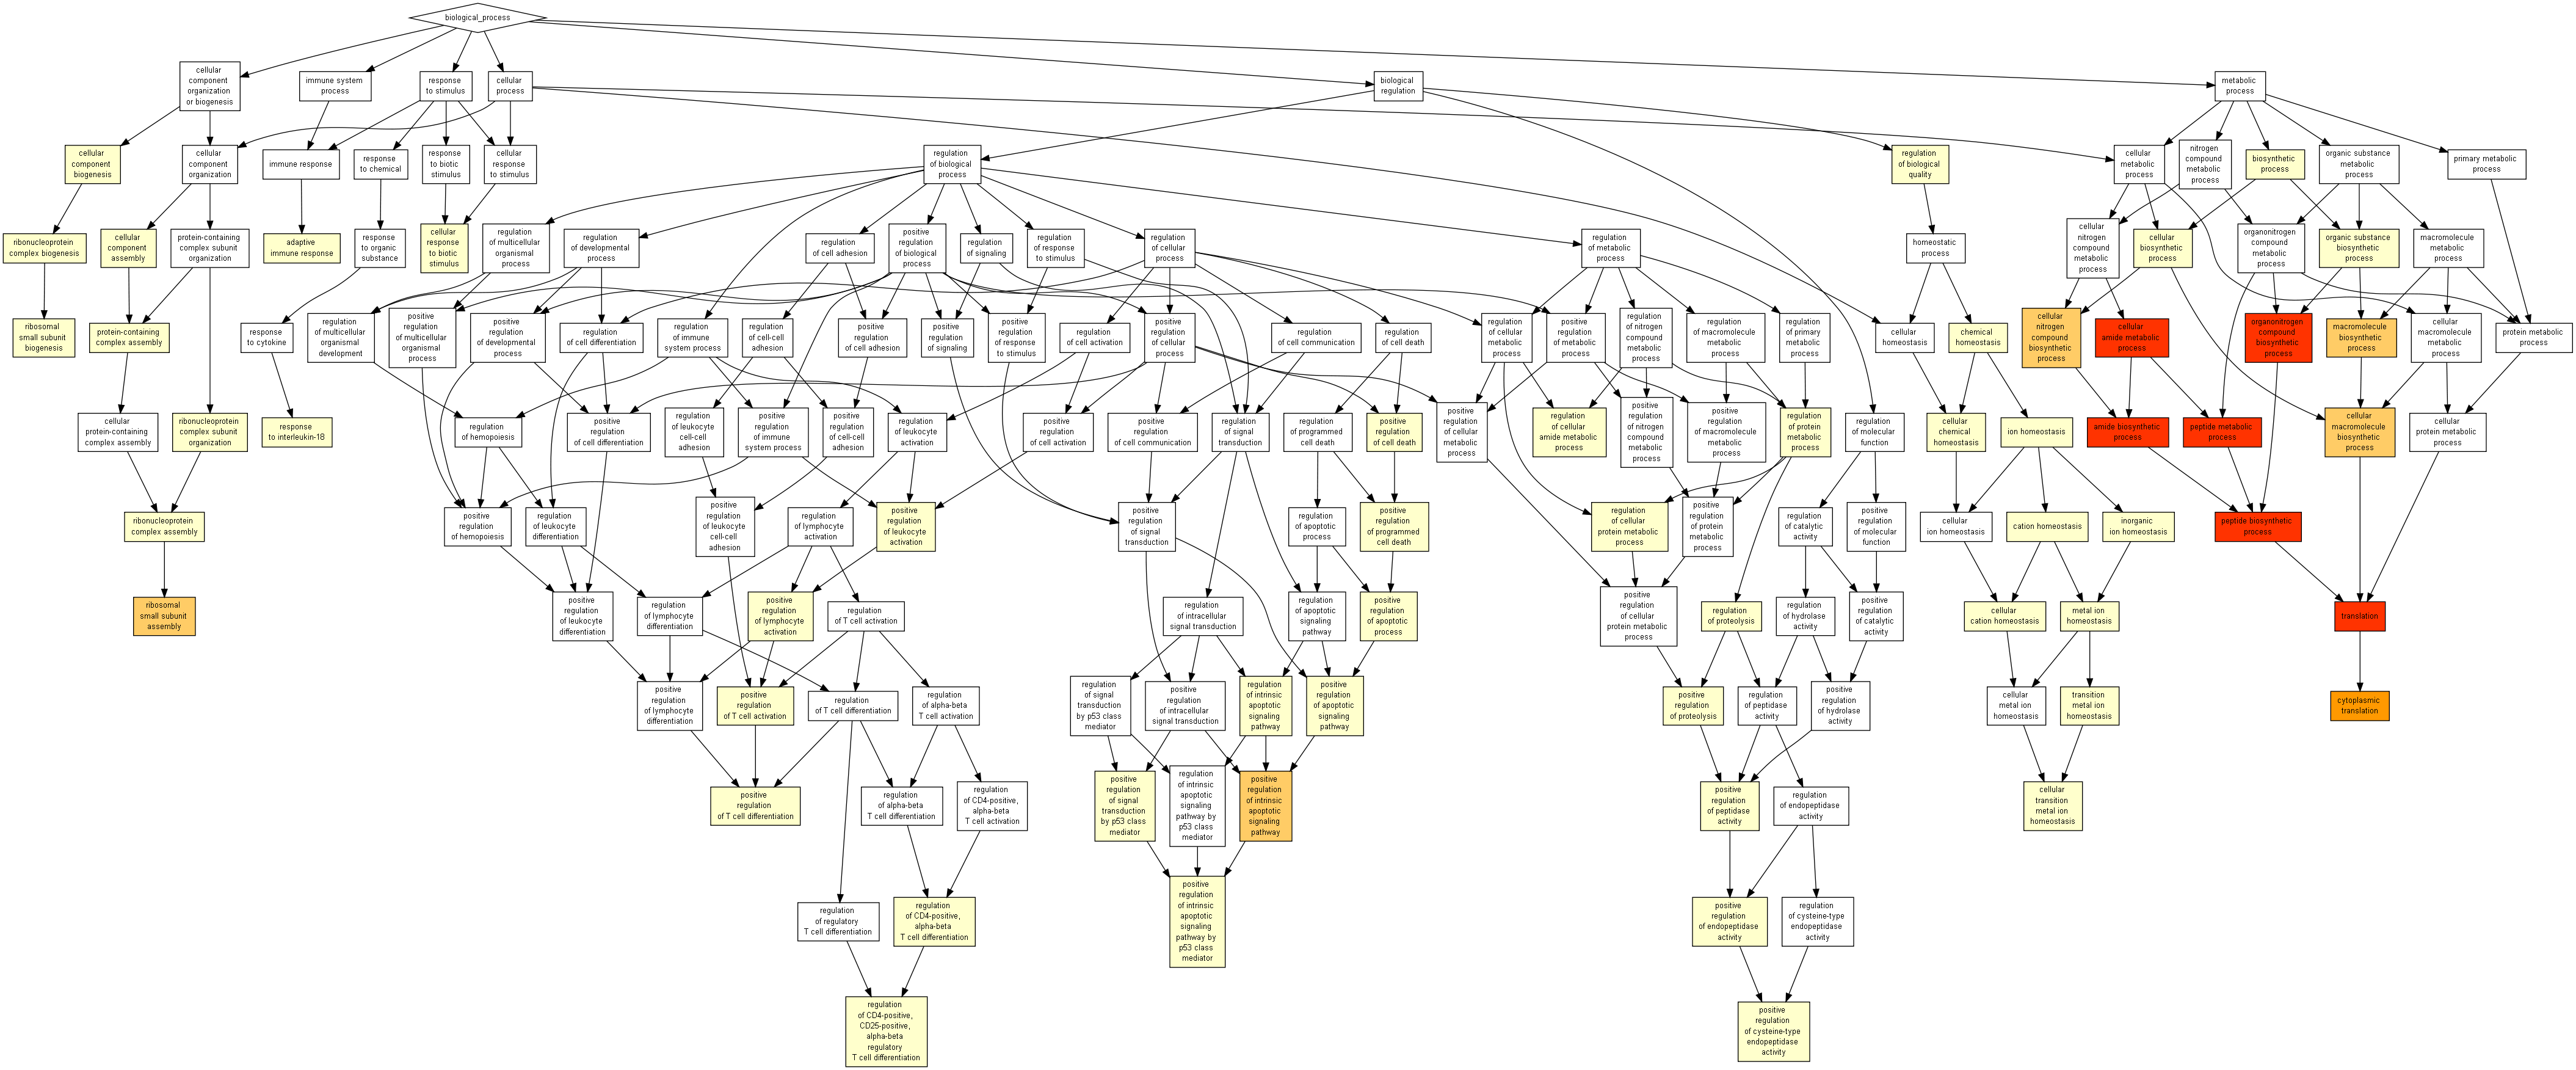 biological_process
cellular
component
organization
or biogenesis
immune system
process
response
to stimulus
cellular
process
biological
regulation
metabolic
process
cellular
component
biogenesis
cellular
component
organization
immune response
response
to chemical
response
to biotic
stimulus
cellular
response
to stimulus
regulation
of biological
process
regulation
of biological
quality
cellular
metabolic
process
nitrogen
compound
metabolic
process
biosynthetic
process
organic substance
metabolic
process
primary metabolic
process
ribonucleoprotein
complex biogenesis
cellular
component
assembly
protein-containing
complex subunit
organization
adaptive
immune response
response
to organic
substance
cellular
response
to biotic
stimulus
regulation
of multicellular
organismal
process
regulation
of developmental
process
regulation
of cell adhesion
positive
regulation
of biological
process
regulation
of signaling
regulation
of response
to stimulus
regulation
of cellular
process
regulation
of metabolic
process
homeostatic
process
cellular
nitrogen
compound
metabolic
process
cellular
biosynthetic
process
organonitrogen
compound
metabolic
process
organic substance
biosynthetic
process
macromolecule
metabolic
process
ribosomal
small subunit
biogenesis
protein-containing
complex assembly
response
to cytokine
regulation
of multicellular
organismal
development
positive
regulation
of multicellular
organismal
process
positive
regulation
of developmental
process
regulation
of cell differentiation
regulation
of immune
system process
regulation
of cell-cell
adhesion
positive
regulation
of cell adhesion
positive
regulation
of signaling
positive
regulation
of response
to stimulus
regulation
of cell activation
positive
regulation
of cellular
process
regulation
of cell communication
regulation
of cell death
regulation
of cellular
metabolic
process
positive
regulation
of metabolic
process
regulation
of nitrogen
compound
metabolic
process
regulation
of macromolecule
metabolic
process
regulation
of primary
metabolic
process
cellular
homeostasis
chemical
homeostasis
cellular
nitrogen
compound
biosynthetic
process
cellular
amide metabolic
process
organonitrogen
compound
biosynthetic
process
macromolecule
biosynthetic
process
cellular
macromolecule
metabolic
process
protein metabolic
process
cellular
protein-containing
complex assembly
ribonucleoprotein
complex subunit
organization
response
to interleukin-18
regulation
of hemopoiesis
positive
regulation
of cell differentiation
regulation
of leukocyte
cell-cell
adhesion
positive
regulation
of immune
system process
positive
regulation
of cell-cell
adhesion
regulation
of leukocyte
activation
positive
regulation
of cell activation
positive
regulation
of cell communication
regulation
of signal
transduction
regulation
of programmed
cell death
positive
regulation
of cell death
positive
regulation
of cellular
metabolic
process
regulation
of cellular
amide metabolic
process
positive
regulation
of nitrogen
compound
metabolic
process
positive
regulation
of macromolecule
metabolic
process
regulation
of protein
metabolic
process
regulation
of molecular
function
cellular
chemical
homeostasis
ion homeostasis
amide biosynthetic
process
peptide metabolic
process
cellular
macromolecule
biosynthetic
process
cellular
protein metabolic
process
ribonucleoprotein
complex assembly
positive
regulation
of hemopoiesis
regulation
of leukocyte
differentiation
positive
regulation
of leukocyte
cell-cell
adhesion
regulation
of lymphocyte
activation
positive
regulation
of leukocyte
activation
positive
regulation
of signal
transduction
regulation
of apoptotic
process
positive
regulation
of programmed
cell death
regulation
of cellular
protein metabolic
process
positive
regulation
of protein
metabolic
process
regulation
of catalytic
activity
positive
regulation
of molecular
function
cellular
ion homeostasis
cation homeostasis
inorganic
ion homeostasis
peptide biosynthetic
process
ribosomal
small subunit
assembly
positive
regulation
of leukocyte
differentiation
regulation
of lymphocyte
differentiation
positive
regulation
of lymphocyte
activation
regulation
of T cell activation
regulation
of intracellular
signal transduction
regulation
of apoptotic
signaling
pathway
positive
regulation
of apoptotic
process
positive
regulation
of cellular
protein metabolic
process
regulation
of proteolysis
regulation
of hydrolase
activity
positive
regulation
of catalytic
activity
cellular
cation homeostasis
metal ion
homeostasis
translation
positive
regulation
of lymphocyte
differentiation
positive
regulation
of T cell activation
regulation
of T cell differentiation
regulation
of alpha-beta
T cell activation
regulation
of signal
transduction
by p53 class
mediator
positive
regulation
of intracellular
signal transduction
regulation
of intrinsic
apoptotic
signaling
pathway
positive
regulation
of apoptotic
signaling
pathway
positive
regulation
of proteolysis
regulation
of peptidase
activity
positive
regulation
of hydrolase
activity
cellular
metal ion
homeostasis
transition
metal ion
homeostasis
cytoplasmic
translation
positive
regulation
of T cell differentiation
regulation
of alpha-beta
T cell differentiation
regulation
of CD4-positive,
alpha-beta
T cell activation
positive
regulation
of signal
transduction
by p53 class
mediator
regulation
of intrinsic
apoptotic
signaling
pathway by
p53 class
mediator
positive
regulation
of intrinsic
apoptotic
signaling
pathway
positive
regulation
of peptidase
activity
regulation
of endopeptidase
activity
cellular
transition
metal ion
homeostasis
regulation
of regulatory
T cell differentiation
regulation
of CD4-positive,
alpha-beta
T cell differentiation
positive
regulation
of intrinsic
apoptotic
signaling
pathway by
p53 class
mediator
positive
regulation
of endopeptidase
activity
regulation
of cysteine-type
endopeptidase
activity
regulation
of CD4-positive,
CD25-positive,
alpha-beta
regulatory
T cell differentiation
positive
regulation
of cysteine-type
endopeptidase
activity